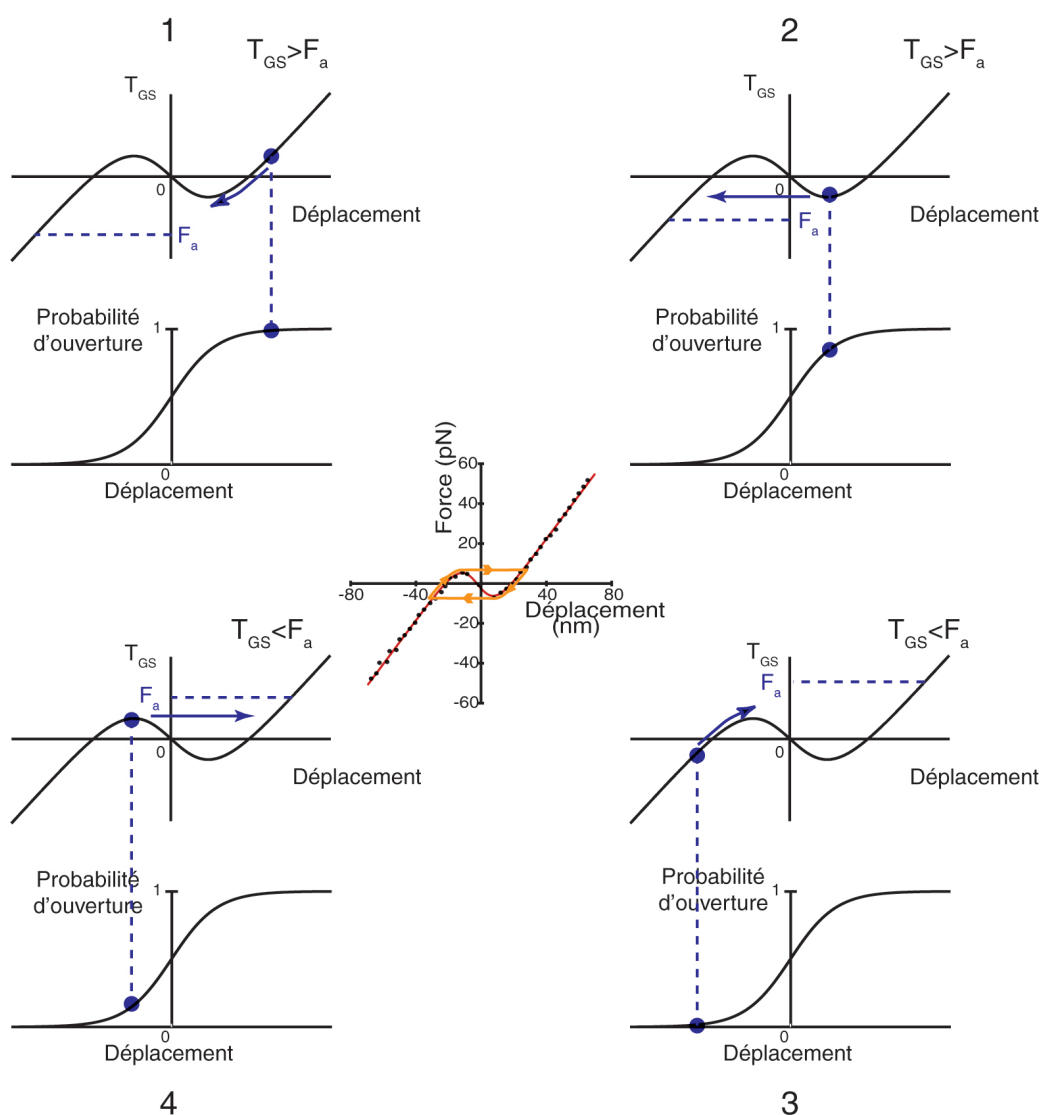 1
T_GS>F_a
T_GS
0
Déplacement
F_a
Probabilité
d'ouverture
1
0
Déplacement
2
T_GS>F_a
T_GS
0
Déplacement
F_a
Probabilité
d'ouverture
1
0
Déplacement
Force (pN)
60
40
20
-20
-40
-60
-80
-40
0
40
80
Déplacement
(nm)
4
T_GS<F_a
T_GS
F_a
0
Déplacement
Probabilité
d'ouverture
1
0
Déplacement
3
T_GS<F_a
T_GS
F_a
0
Déplacement
Probabilité
d'ouverture
1
0
Déplacement